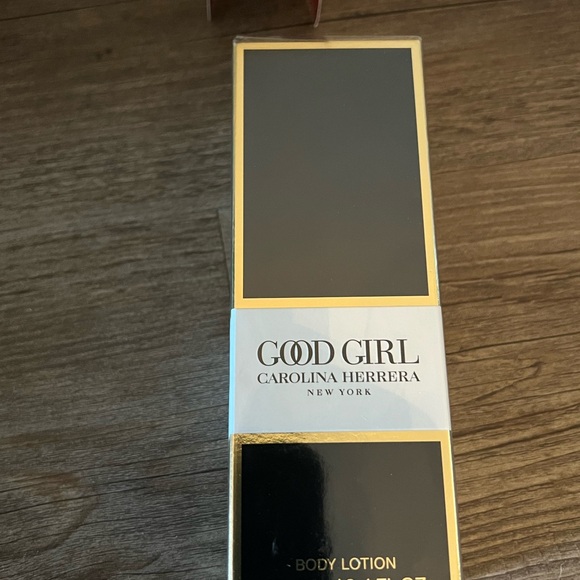 GOOD GIRL
CAROLINA HERRERA
NEW YORK
BODY LOTION